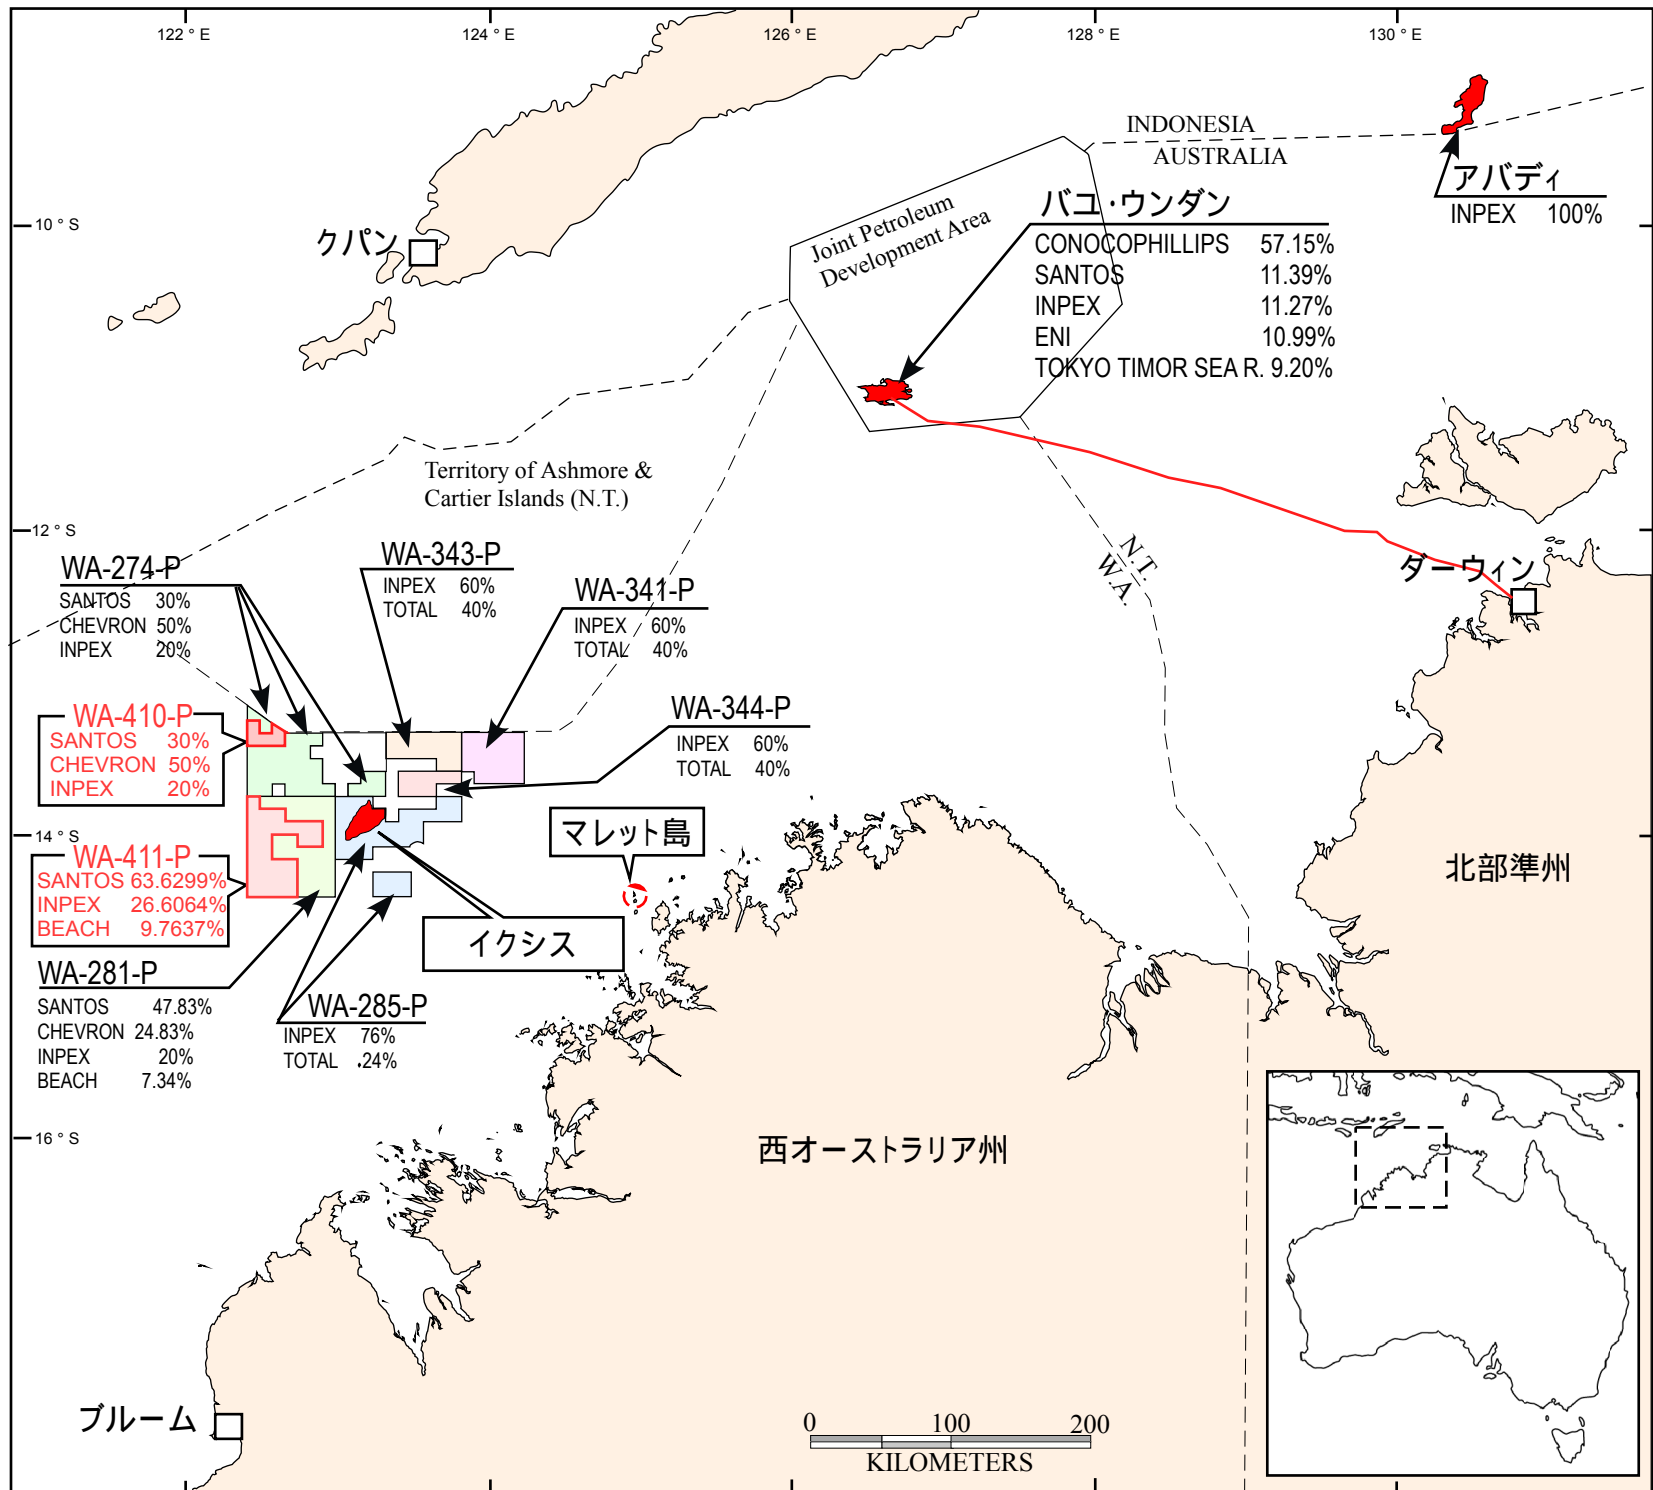 122 ° E
124 ° E
126 ° E
128 ° E
130 ° E
10 ° S
12 ° S
14 ° S
16 ° S
INDONESIA
AUSTRALIA
アバディ
INPEX 100%
クパン
Joint Petroleum
Development Area
バユ・ウンダン
CONOCOPHILLIPS 57.15%
SANTOS 11.39%
INPEX 11.27%
ENI 10.99%
TOKYO TIMOR SEA R. 9.20%
Territory of Ashmore &
Cartier Islands (N.T.)
N.T.
W.A.
ダーウィン
WA-274-P
SANTOS 30%
CHEVRON 50%
INPEX 20%
WA-343-P
INPEX 60%
TOTAL 40%
WA-341-P
INPEX 60%
TOTAL 40%
WA-344-P
INPEX 60%
TOTAL 40%
WA-410-P
SANTOS 30%
CHEVRON 50%
INPEX 20%
WA-411-P
SANTOS 63.6299%
INPEX 26.6064%
BEACH 9.7637%
マレット島
イクシス
WA-281-P
SANTOS 47.83%
CHEVRON 24.83%
INPEX 20%
BEACH 7.34%
WA-285-P
INPEX 76%
TOTAL .24%
北部準州
西オーストラリア州
ブルーム
0 100 200
KILOMETERS